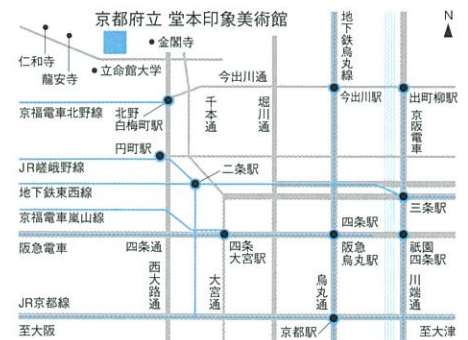 京都府立 堂本印象美術館
N
仁和寺
龍安寺
金閣寺
立命館大学
地下鉄烏丸線
今出川通
今出川駅
出町柳駅
京福電車北野線
北野
白梅町駅
千本通
堀川通
京阪電車
円町駅
JR嵯峨野線
二条駅
地下鉄東西線
三条駅
京福電車嵐山線
四条駅
阪急電車
四条通
四条
大宮駅
阪急
烏丸駅
祇園
四条駅
西大路通
大宮通
烏丸通
川端通
JR京都線
至大阪
京都駅
至大津